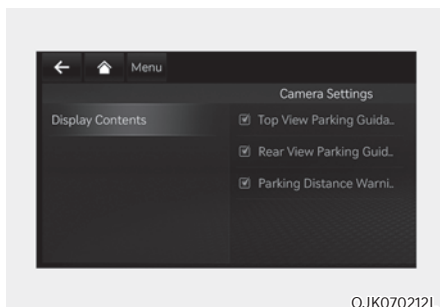 Menu
Camera Settings
Display Contents
Top View Parking Guida..
Rear View Parking Guid..
Parking Distance Warni..
OJK070212L